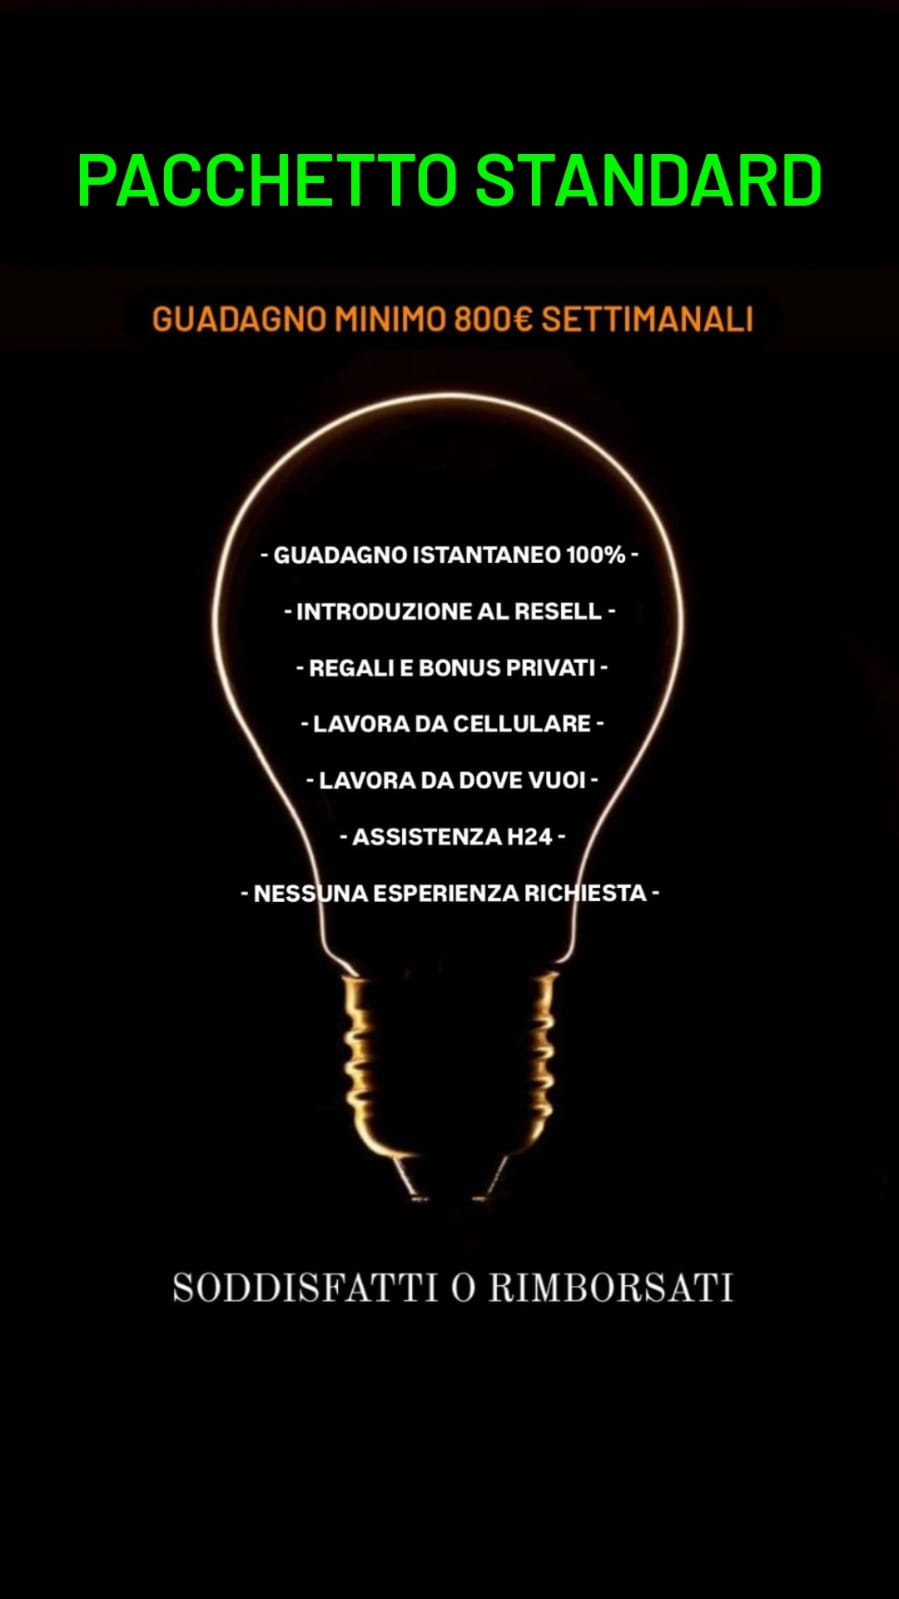 PACCHETTO STANDARD
GUADAGNO MINIMO 800€ SETTIMANALI
- GUADAGNO ISTANTANEO 100% -
- INTRODUZIONE AL RESELL -
- REGALI E BONUS PRIVATI -
- LAVORA DA CELLULARE -
- LAVORA DA DOVE VUOI -
- ASSISTENZA H24 -
- NESSUNA ESPERIENZA RICHIESTA -
SODDISFATTI O RIMBORSATI